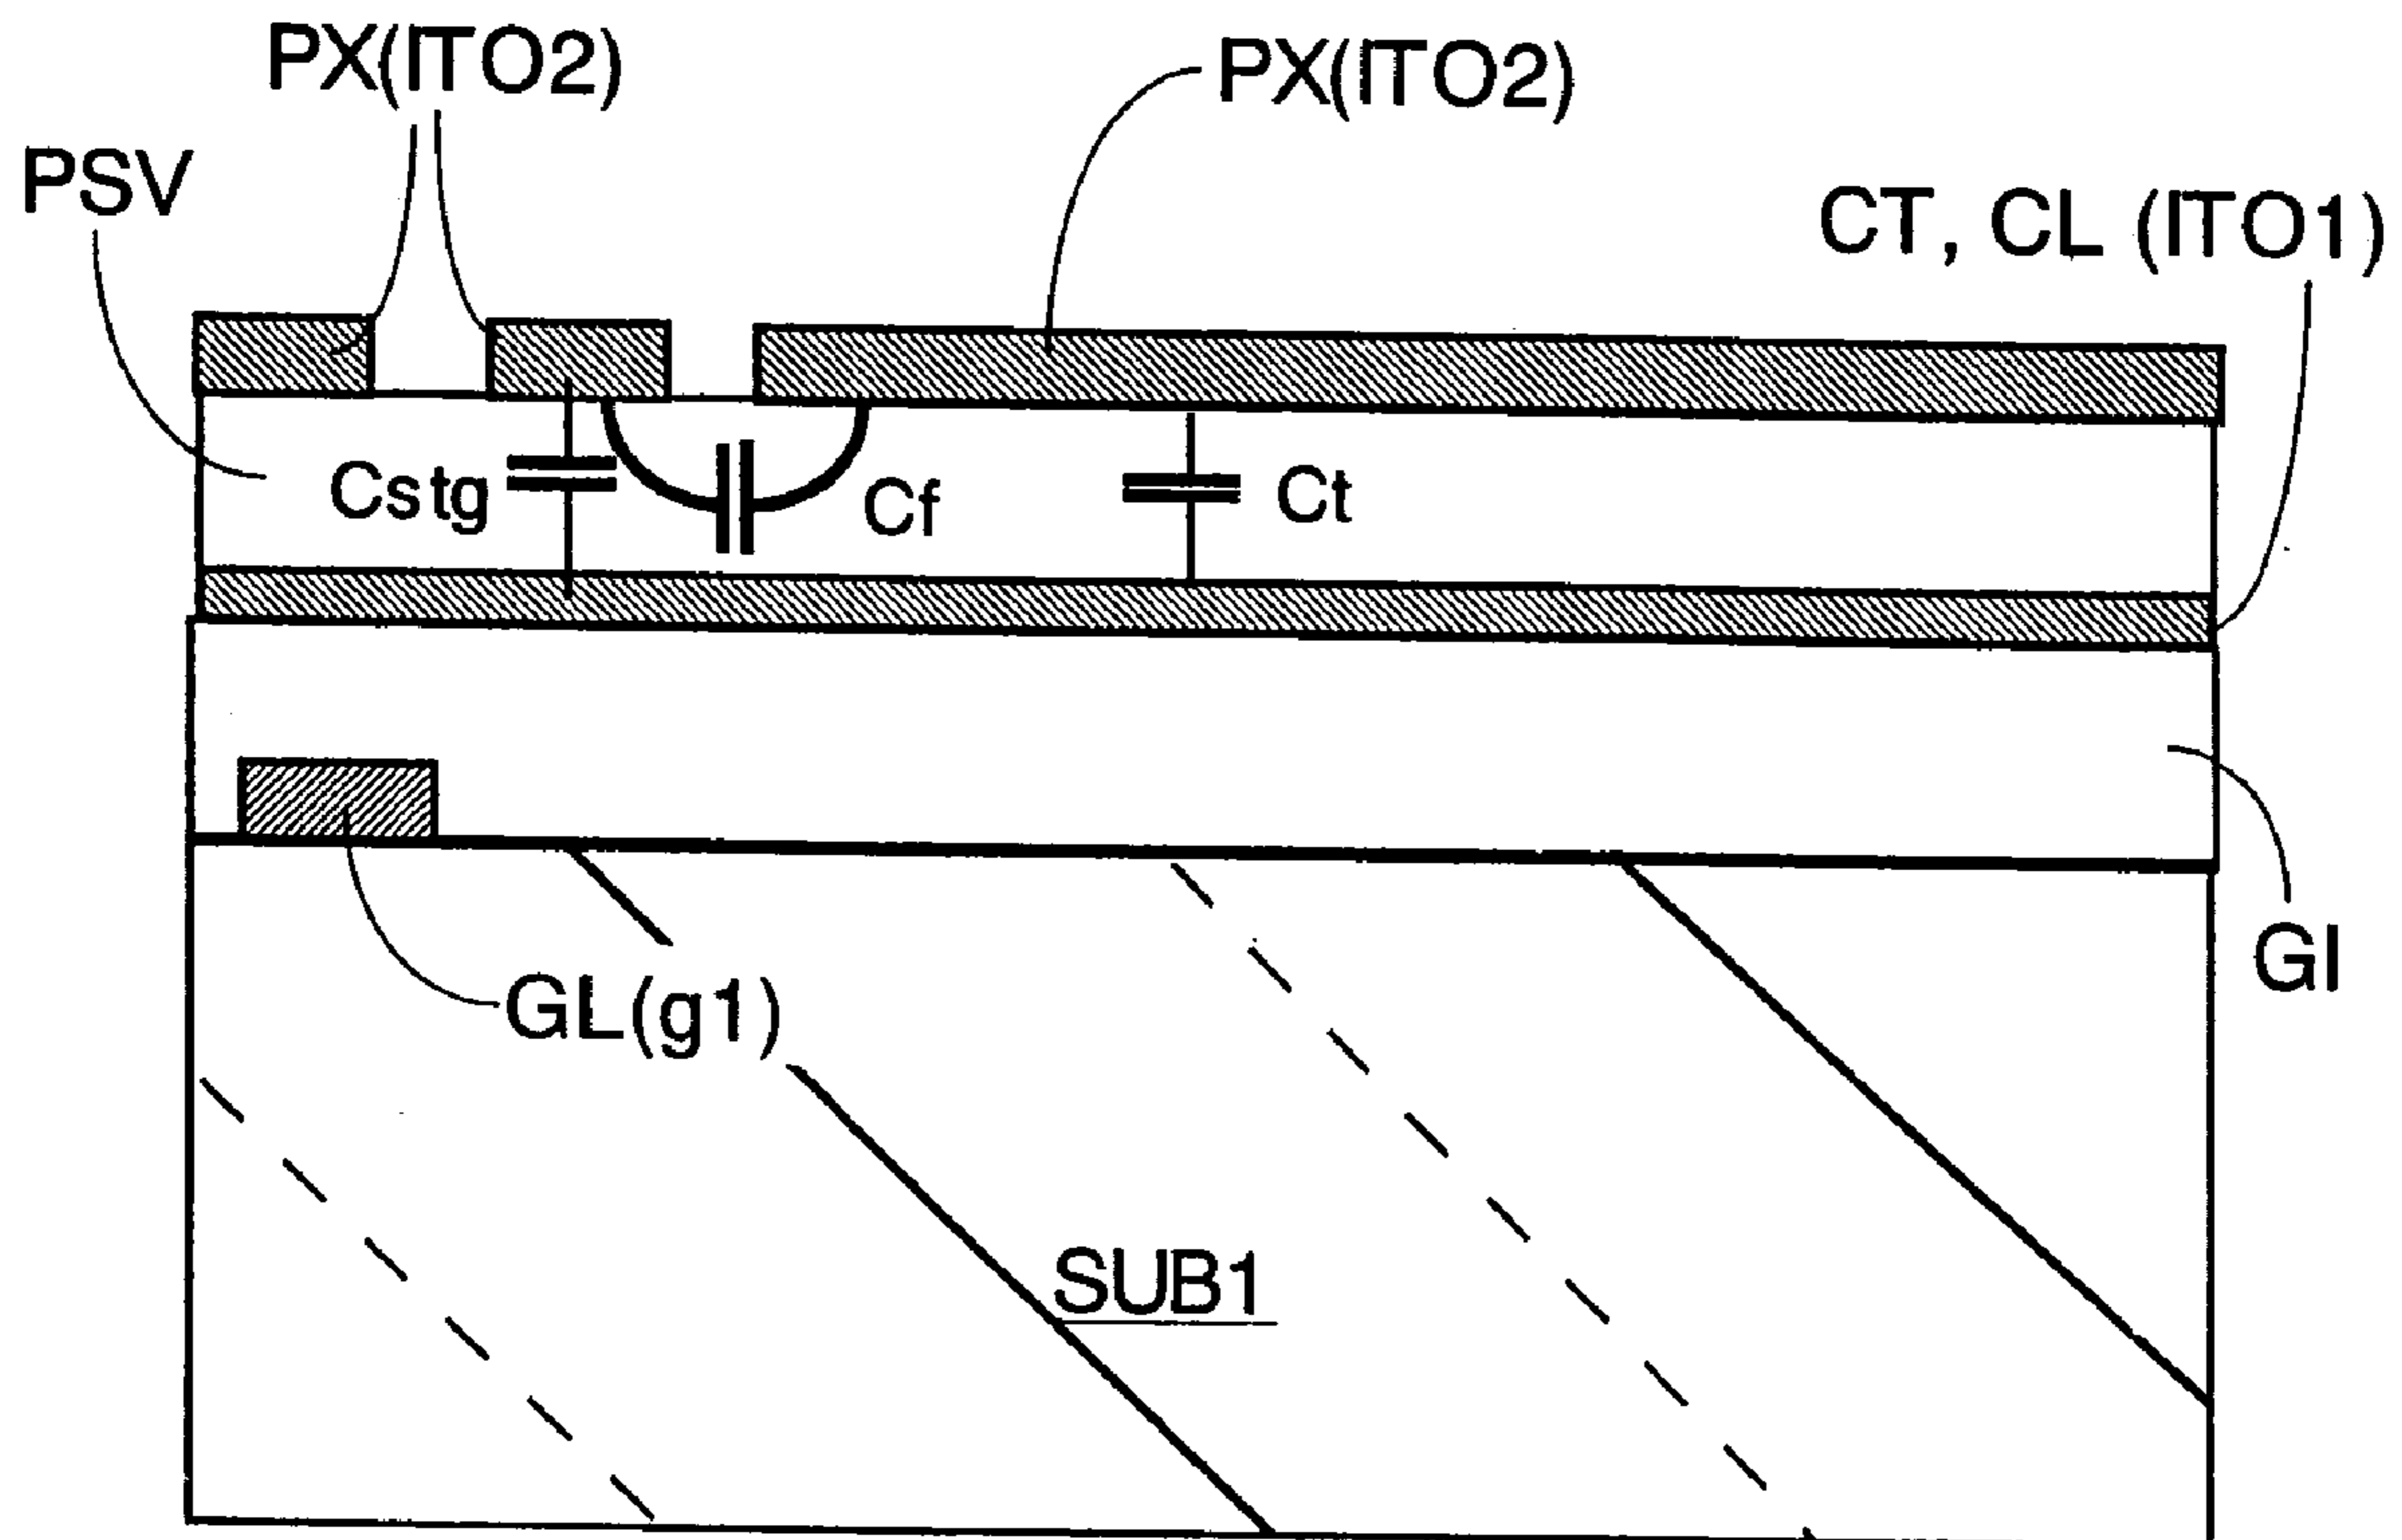 PX(ITO2)
PX(ITO2)
PSV
CT, CL (ITO1)
Cstg
Cf
Ct
GI
GL(g1)
SUB1